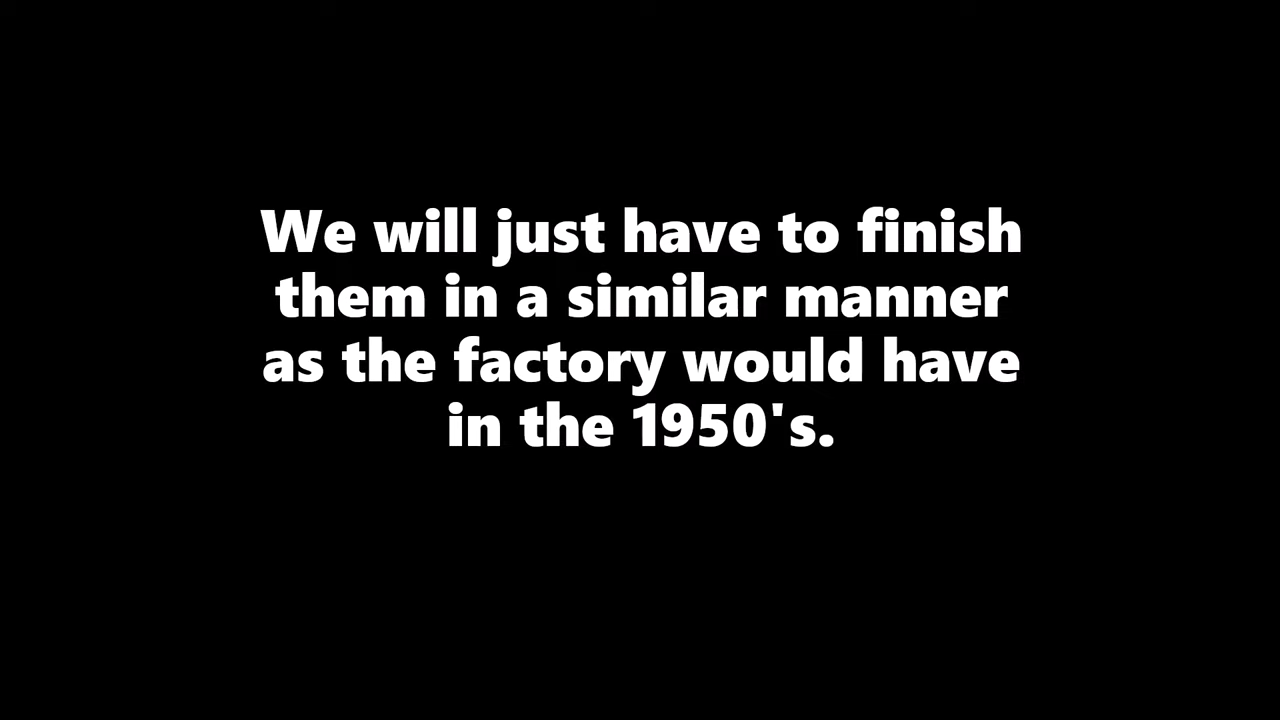 We will just have to finish
them in a similar manner
as the factory would have
in the 1950's.